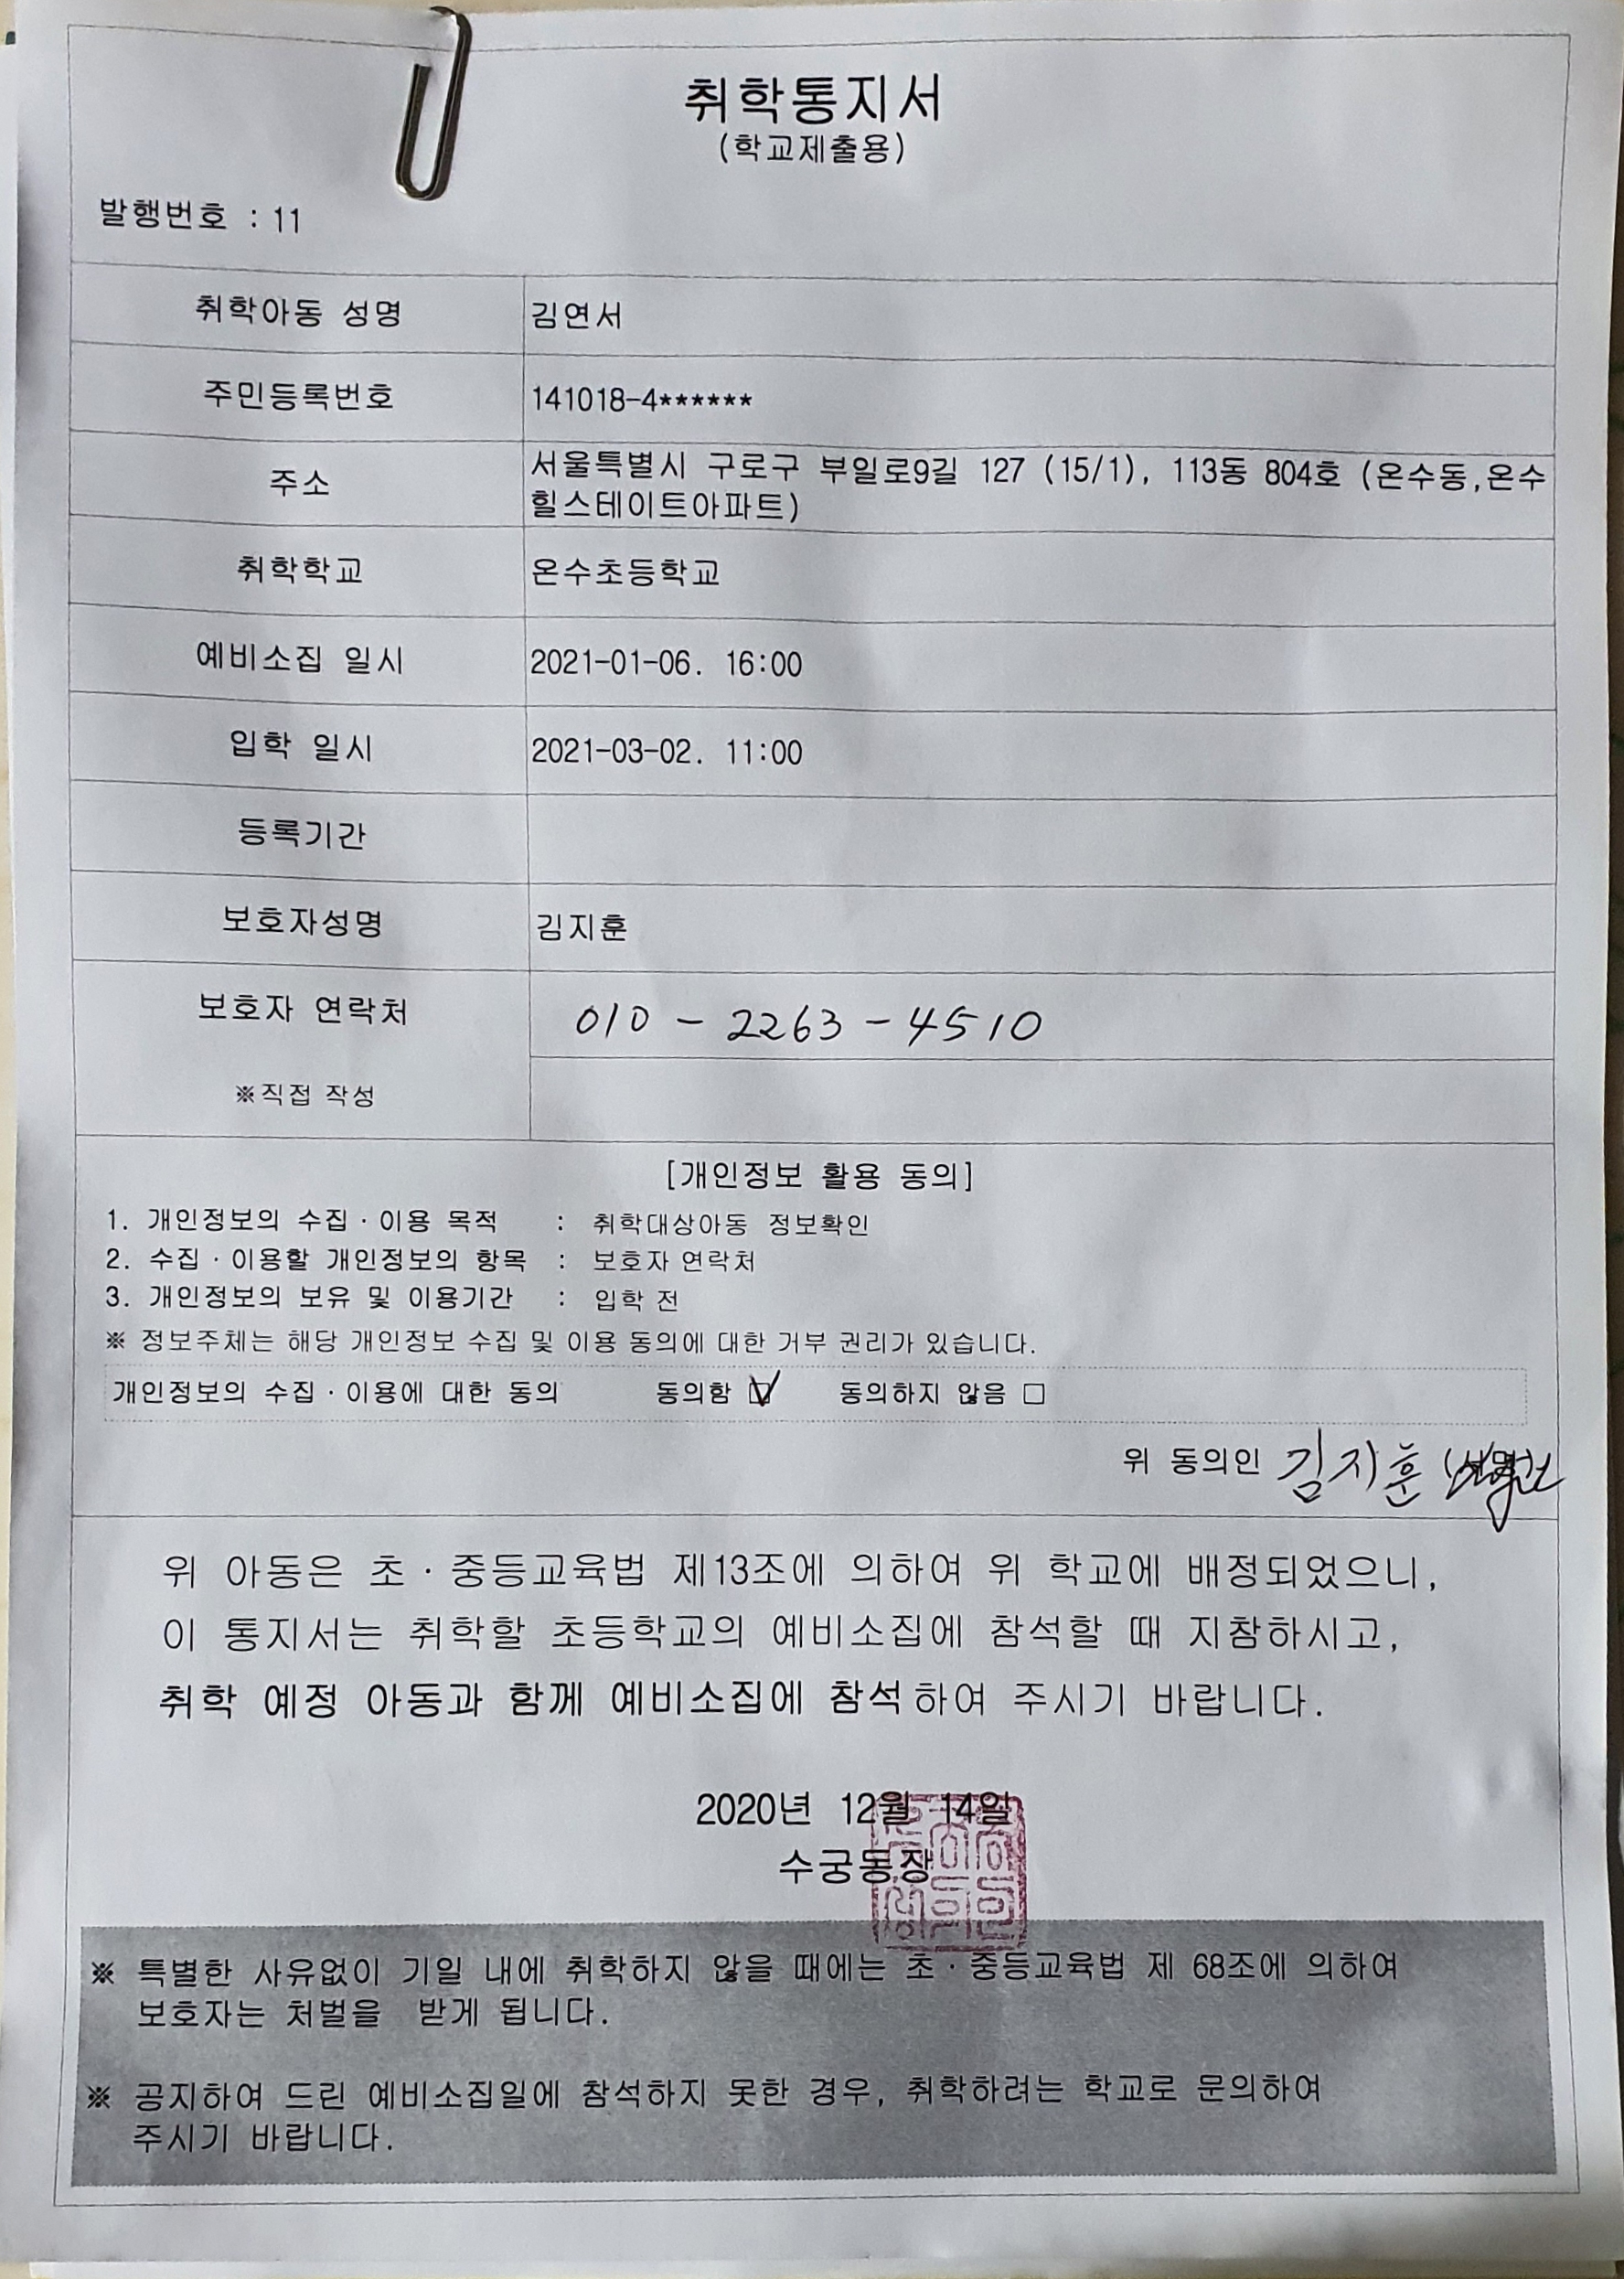 취학통지서
(학교제출용)
발행번호 : 11
취학아동 성명 김연서
주민등록번호 141018-4******
주소 서울특별시 구로구 부일로9길 127 (15/1), 113동 804호 (온수동,온수
힐스테이트아파트)
취학학교 온수초등학교
예비소집 일시 2021-01-06. 16:00
입학 일시 2021-03-02. 11:00
등록기간
보호자성명 김지훈
보호자 연락처 010 - 2263 - 4510
※직접 작성
[개인정보 활용 동의]
1. 개인정보의 수집·이용 목적 : 취학대상아동 정보확인
2. 수집·이용할 개인정보의 항목 : 보호자 연락처
3. 개인정보의 보유 및 이용기간 : 입학 전
※ 정보주체는 해당 개인정보 수집 및 이용 동의에 대한 거부 권리가 있습니다.
개인정보의 수집·이용에 대한 동의 동의함 ☑ 동의하지 않음 □
위 동의인 김지훈
위 아동은 초·중등교육법 제13조에 의하여 위 학교에 배정되었으니,
이 통지서는 취학할 초등학교의 예비소집에 참석할 때 지참하시고,
취학 예정 아동과 함께 예비소집에 참석하여 주시기 바랍니다.
2020년 12월 14일
수궁동장
※ 특별한 사유없이 기일 내에 취학하지 않을 때에는 초·중등교육법 제 68조에 의하여
보호자는 처벌을 받게 됩니다.
※ 공지하여 드린 예비소집일에 참석하지 못한 경우, 취학하려는 학교로 문의하여
주시기 바랍니다.